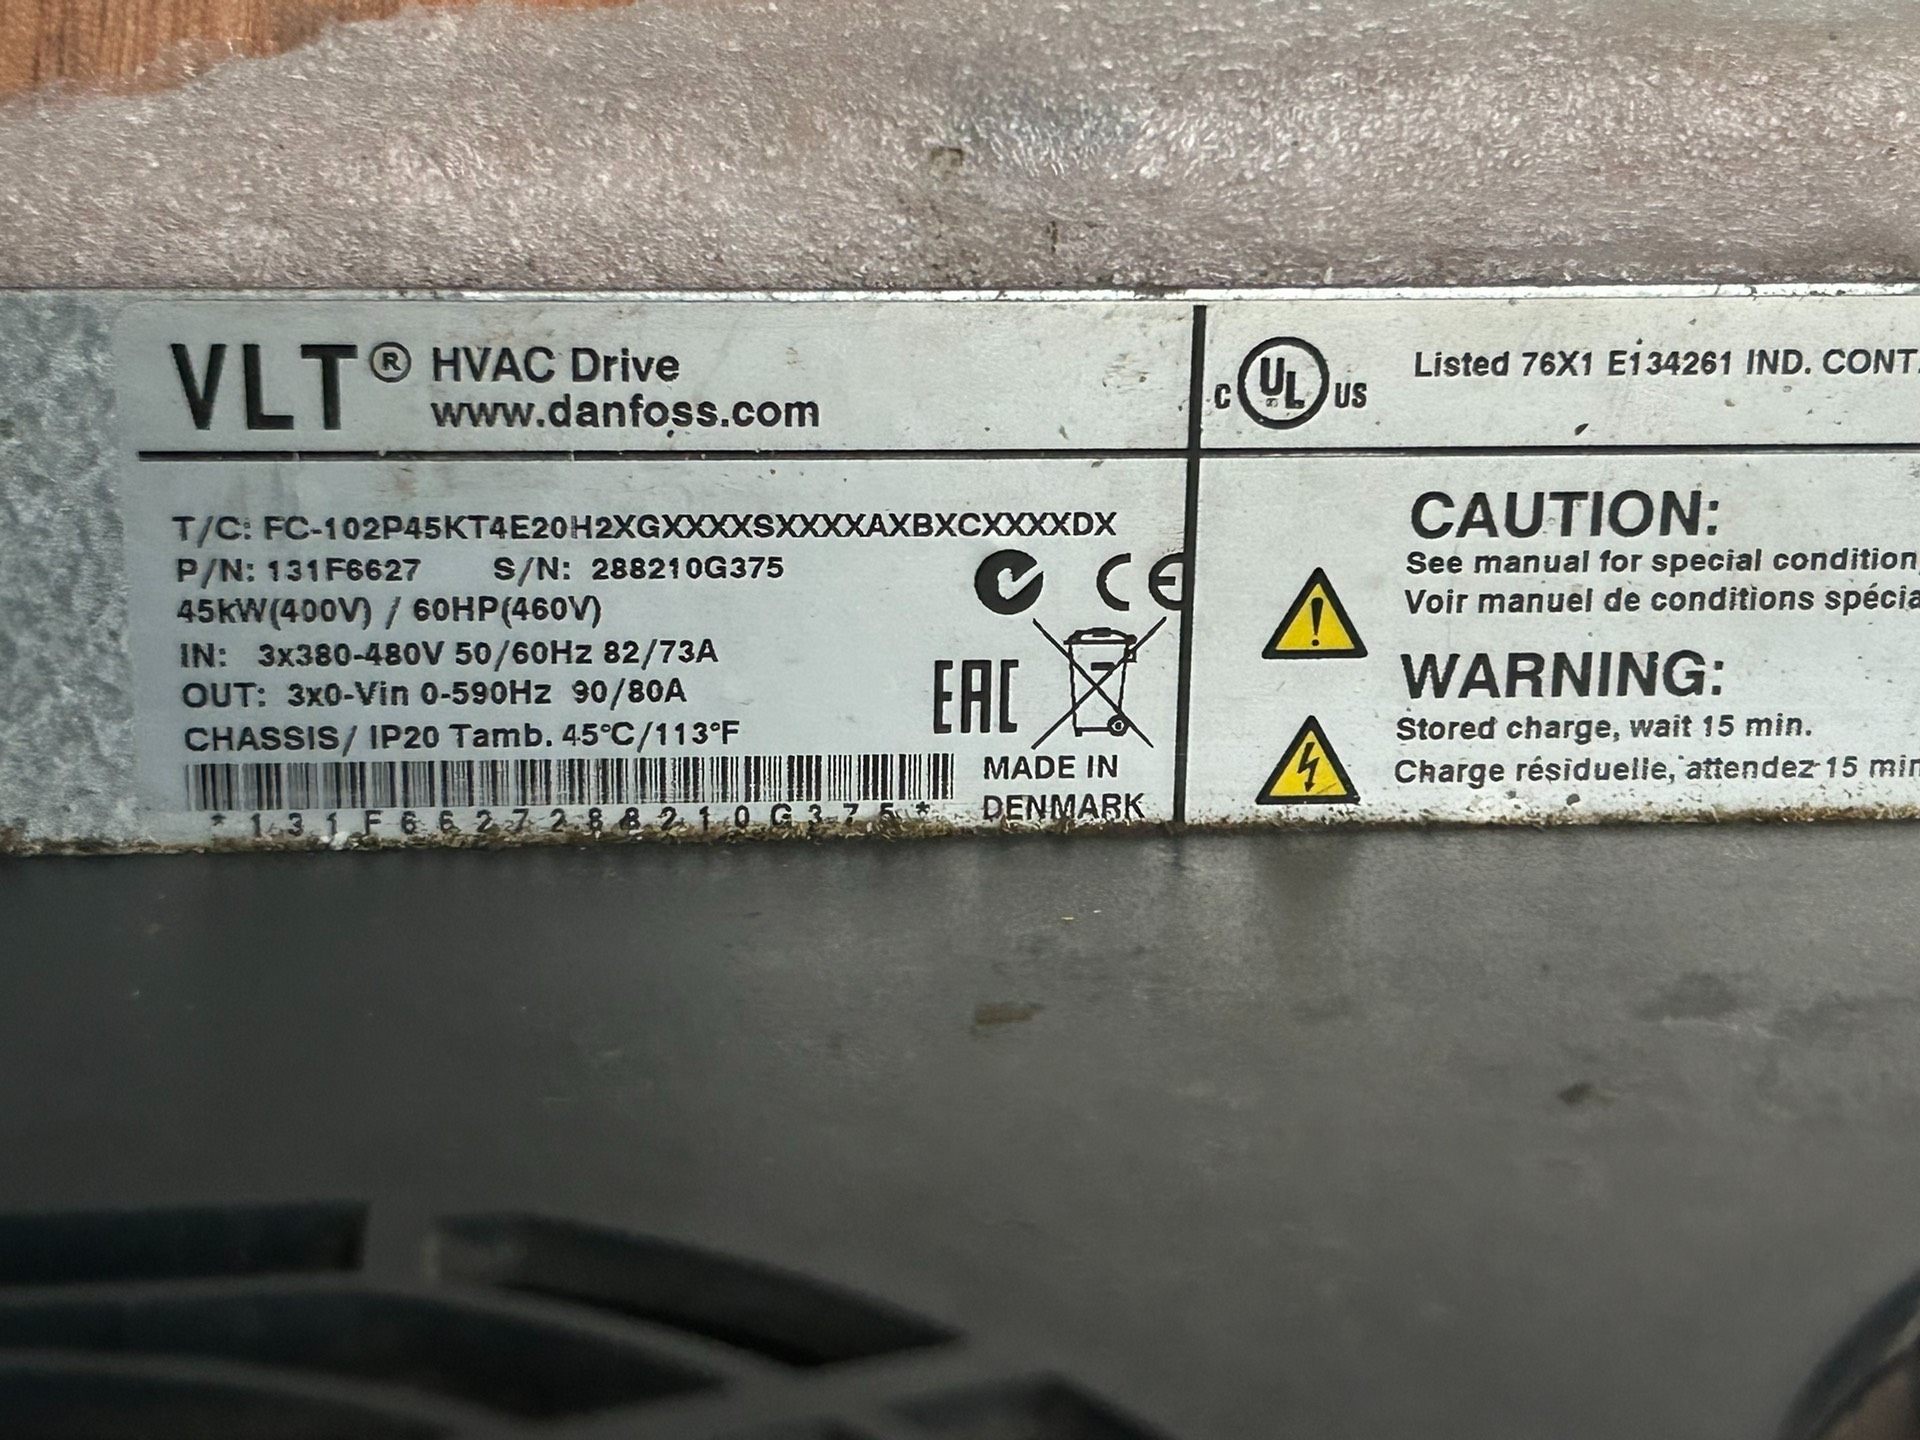 VLT® HVAC Drive
www.danfoss.com
T/C: FC-102P45KT4E20H2XGXXXXSXXXXAXBXCXXXXDX
P/N: 131F6627 S/N: 288210G375
45kW(400V) / 60HP(460V)
IN: 3x380-480V 50/60Hz 82/73A
OUT: 3x0-Vin 0-590Hz 90/80A
CHASSIS/ IP20 Tamb. 45°C/113°F
*131F6627288210G375*
CE
EAC
MADE IN
DENMARK
C UL US
Listed 76X1 E134261 IND. CONT.
CAUTION:
See manual for special condition
Voir manuel de conditions spécia
WARNING:
Stored charge, wait 15 min.
Charge résiduelle, attendez 15 min